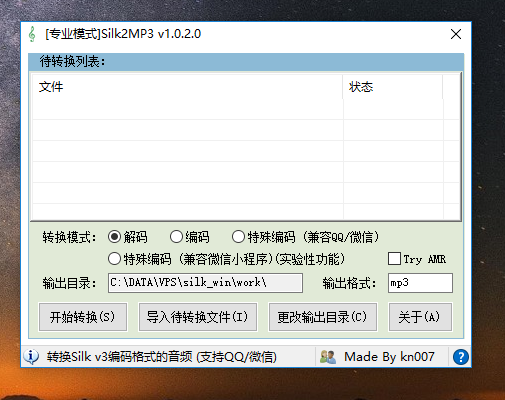 [专业模式]Silk2MP3 v1.0.2.0
待转换列表：
文件 状态
转换模式： 解码 编码 特殊编码 (兼容QQ/微信)
特殊编码 (兼容微信小程序)(实验性功能) Try AMR
输出目录： C:\DATA\VPS\silk_win\work\ 输出格式： mp3
开始转换(S) 导入待转换文件(I) 更改输出目录(C) 关于(A)
转换Silk v3编码格式的音频 (支持QQ/微信) Made By kn007